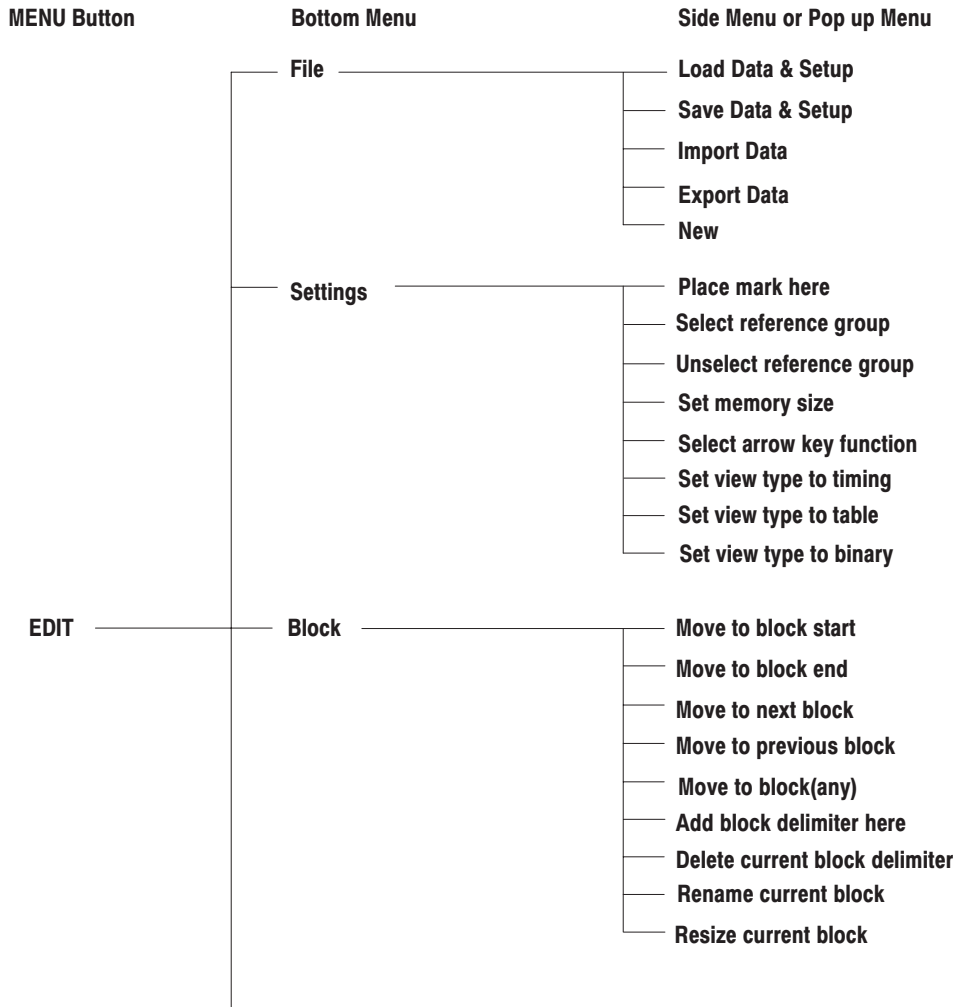 MENU Button
Bottom Menu
Side Menu or Pop up Menu
File
Load Data & Setup
Save Data & Setup
Import Data
Export Data
New
Settings
Place mark here
Select reference group
Unselect reference group
Set memory size
Select arrow key function
Set view type to timing
Set view type to table
Set view type to binary
EDIT
Block
Move to block start
Move to block end
Move to next block
Move to previous block
Move to block(any)
Add block delimiter here
Delete current block delimiter
Rename current block
Resize current block